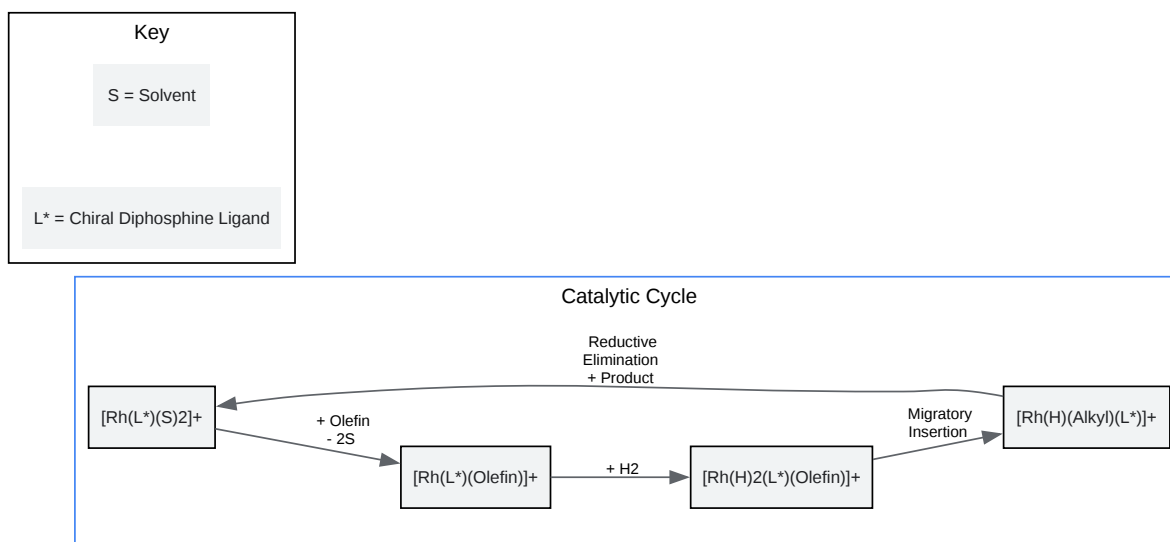 Key
S = Solvent
L* = Chiral Diphosphine Ligand
Catalytic Cycle
Reductive
Elimination
+ Product
[Rh(L*)(S)2]+
+ Olefin
- 2S
[Rh(L*)(Olefin)]+
+ H2
[Rh(H)2(L*)(Olefin)]+
Migratory
Insertion
[Rh(H)(Alkyl)(L*)]+